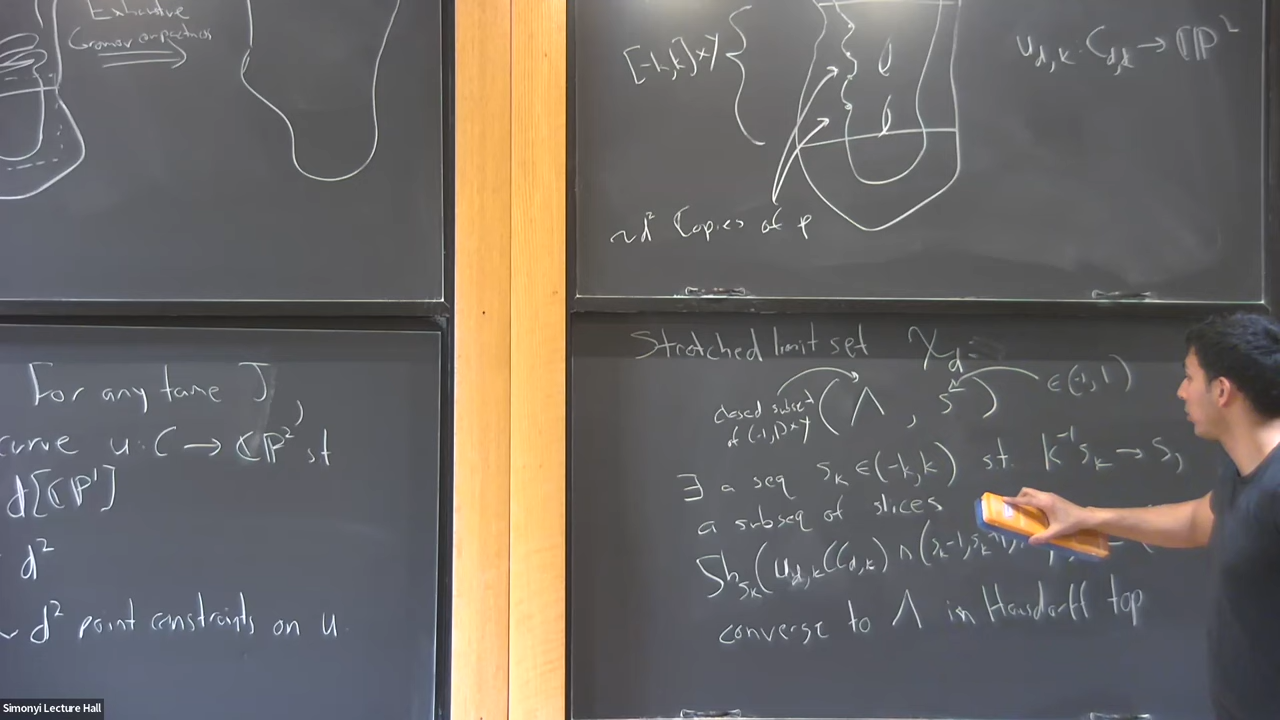 Exhaustive
Gromov compactness
[-k,k]×Y
u_{d,k}: C_{d,k} → ℂP²
~d² Copies of p
For any tame J
curve u: C → ℂP², st
d[ℂP¹]
d²
~ d² point constraints on u.
Stretched limit set X_d =
closed subset of (-1,1)×Y
(Λ, s) ∈(-1,1)
∃ a seq s_k ∈(-k,k) st. k⁻¹s_k → s,
a subseq of slices
Sh_{s_k}(u_{d,k}(C_{d,k}) ∩ (s_k-1, s_k
converge to Λ in Hausdorff top
Simonyi Lecture Hall